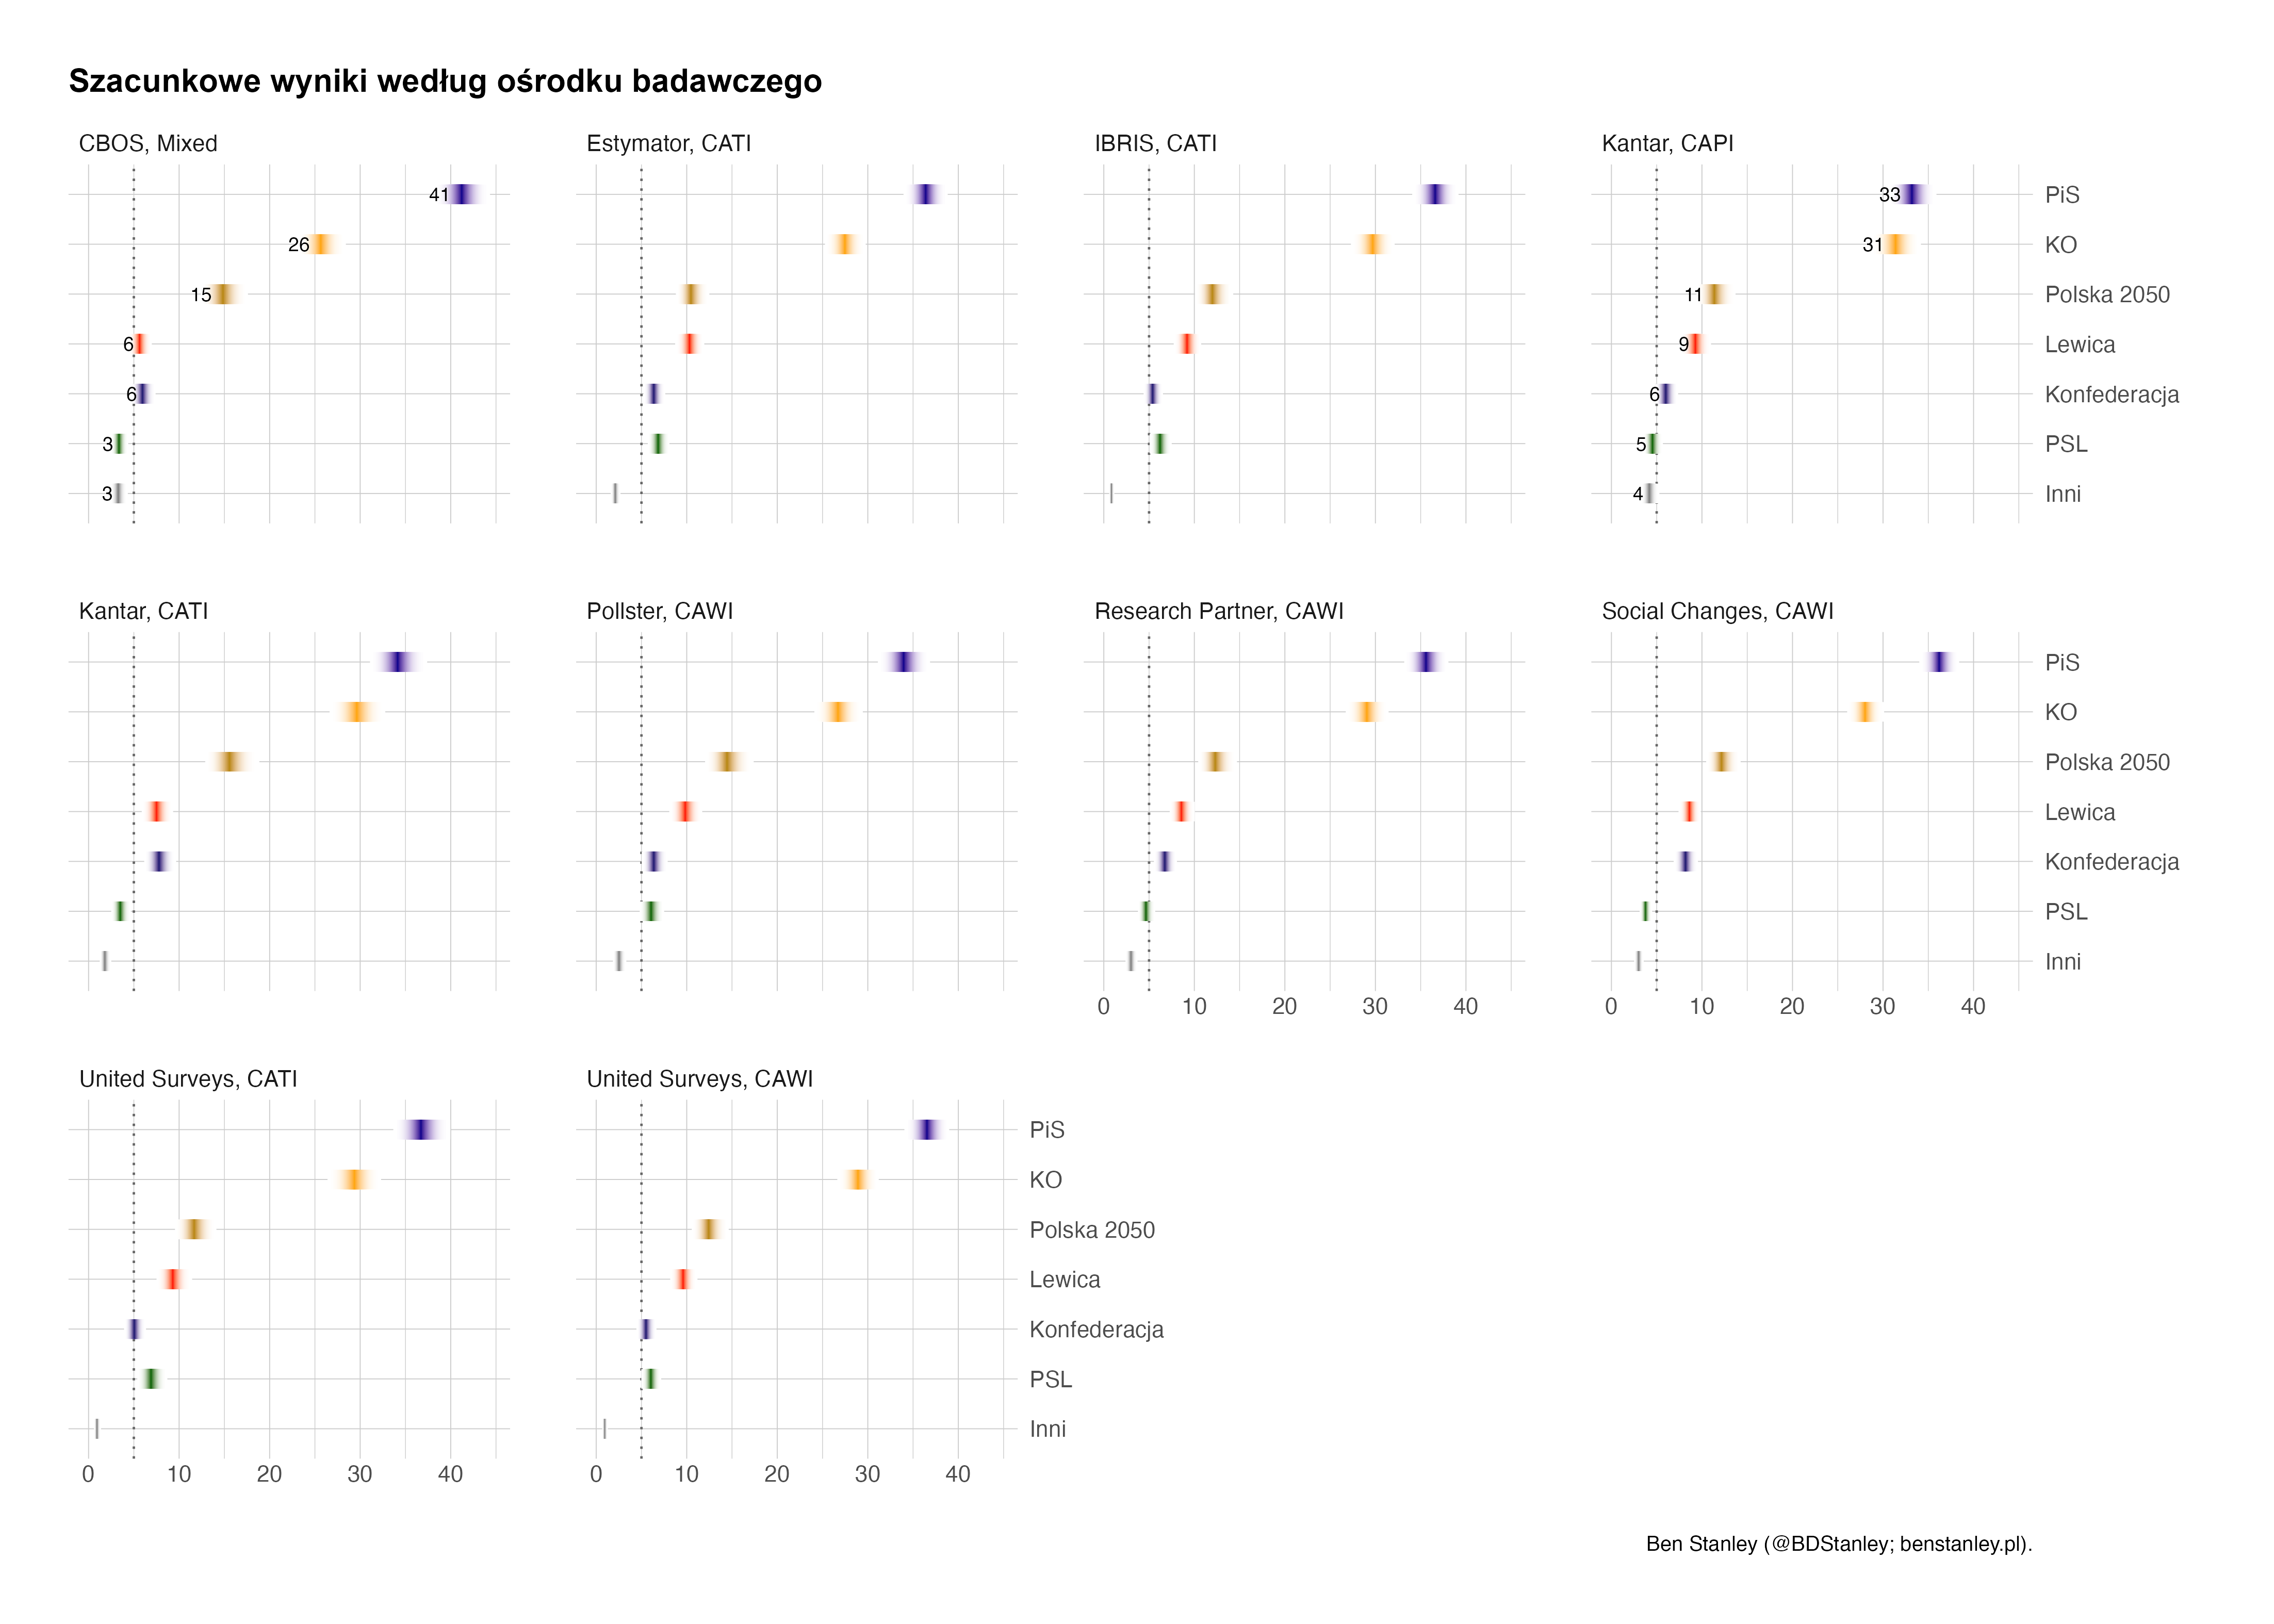 Szacunkowe wyniki według ośrodku badawczego
CBOS, Mixed
Estymator, CATI
IBRIS, CATI
Kantar, CAPI
41
33
PiS
26
31
KO
15
11
Polska 2050
6
9
Lewica
6
6
Konfederacja
3
5
PSL
3
4
Inni
Kantar, CATI
Pollster, CAWI
Research Partner, CAWI
Social Changes, CAWI
PiS
KO
Polska 2050
Lewica
Konfederacja
PSL
Inni
0 10 20 30 40
0 10 20 30 40
United Surveys, CATI
United Surveys, CAWI
PiS
KO
Polska 2050
Lewica
Konfederacja
PSL
Inni
0 10 20 30 40
0 10 20 30 40
Ben Stanley (@BDStanley; benstanley.pl).